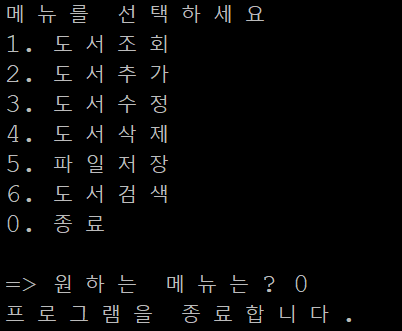 메뉴를 선택하세요
1. 도서조회
2. 도서추가
3. 도서수정
4. 도서삭제
5. 파일저장
6. 도서검색
0. 종료
=> 원하는 메뉴는? 0
프로그램을 종료합니다.